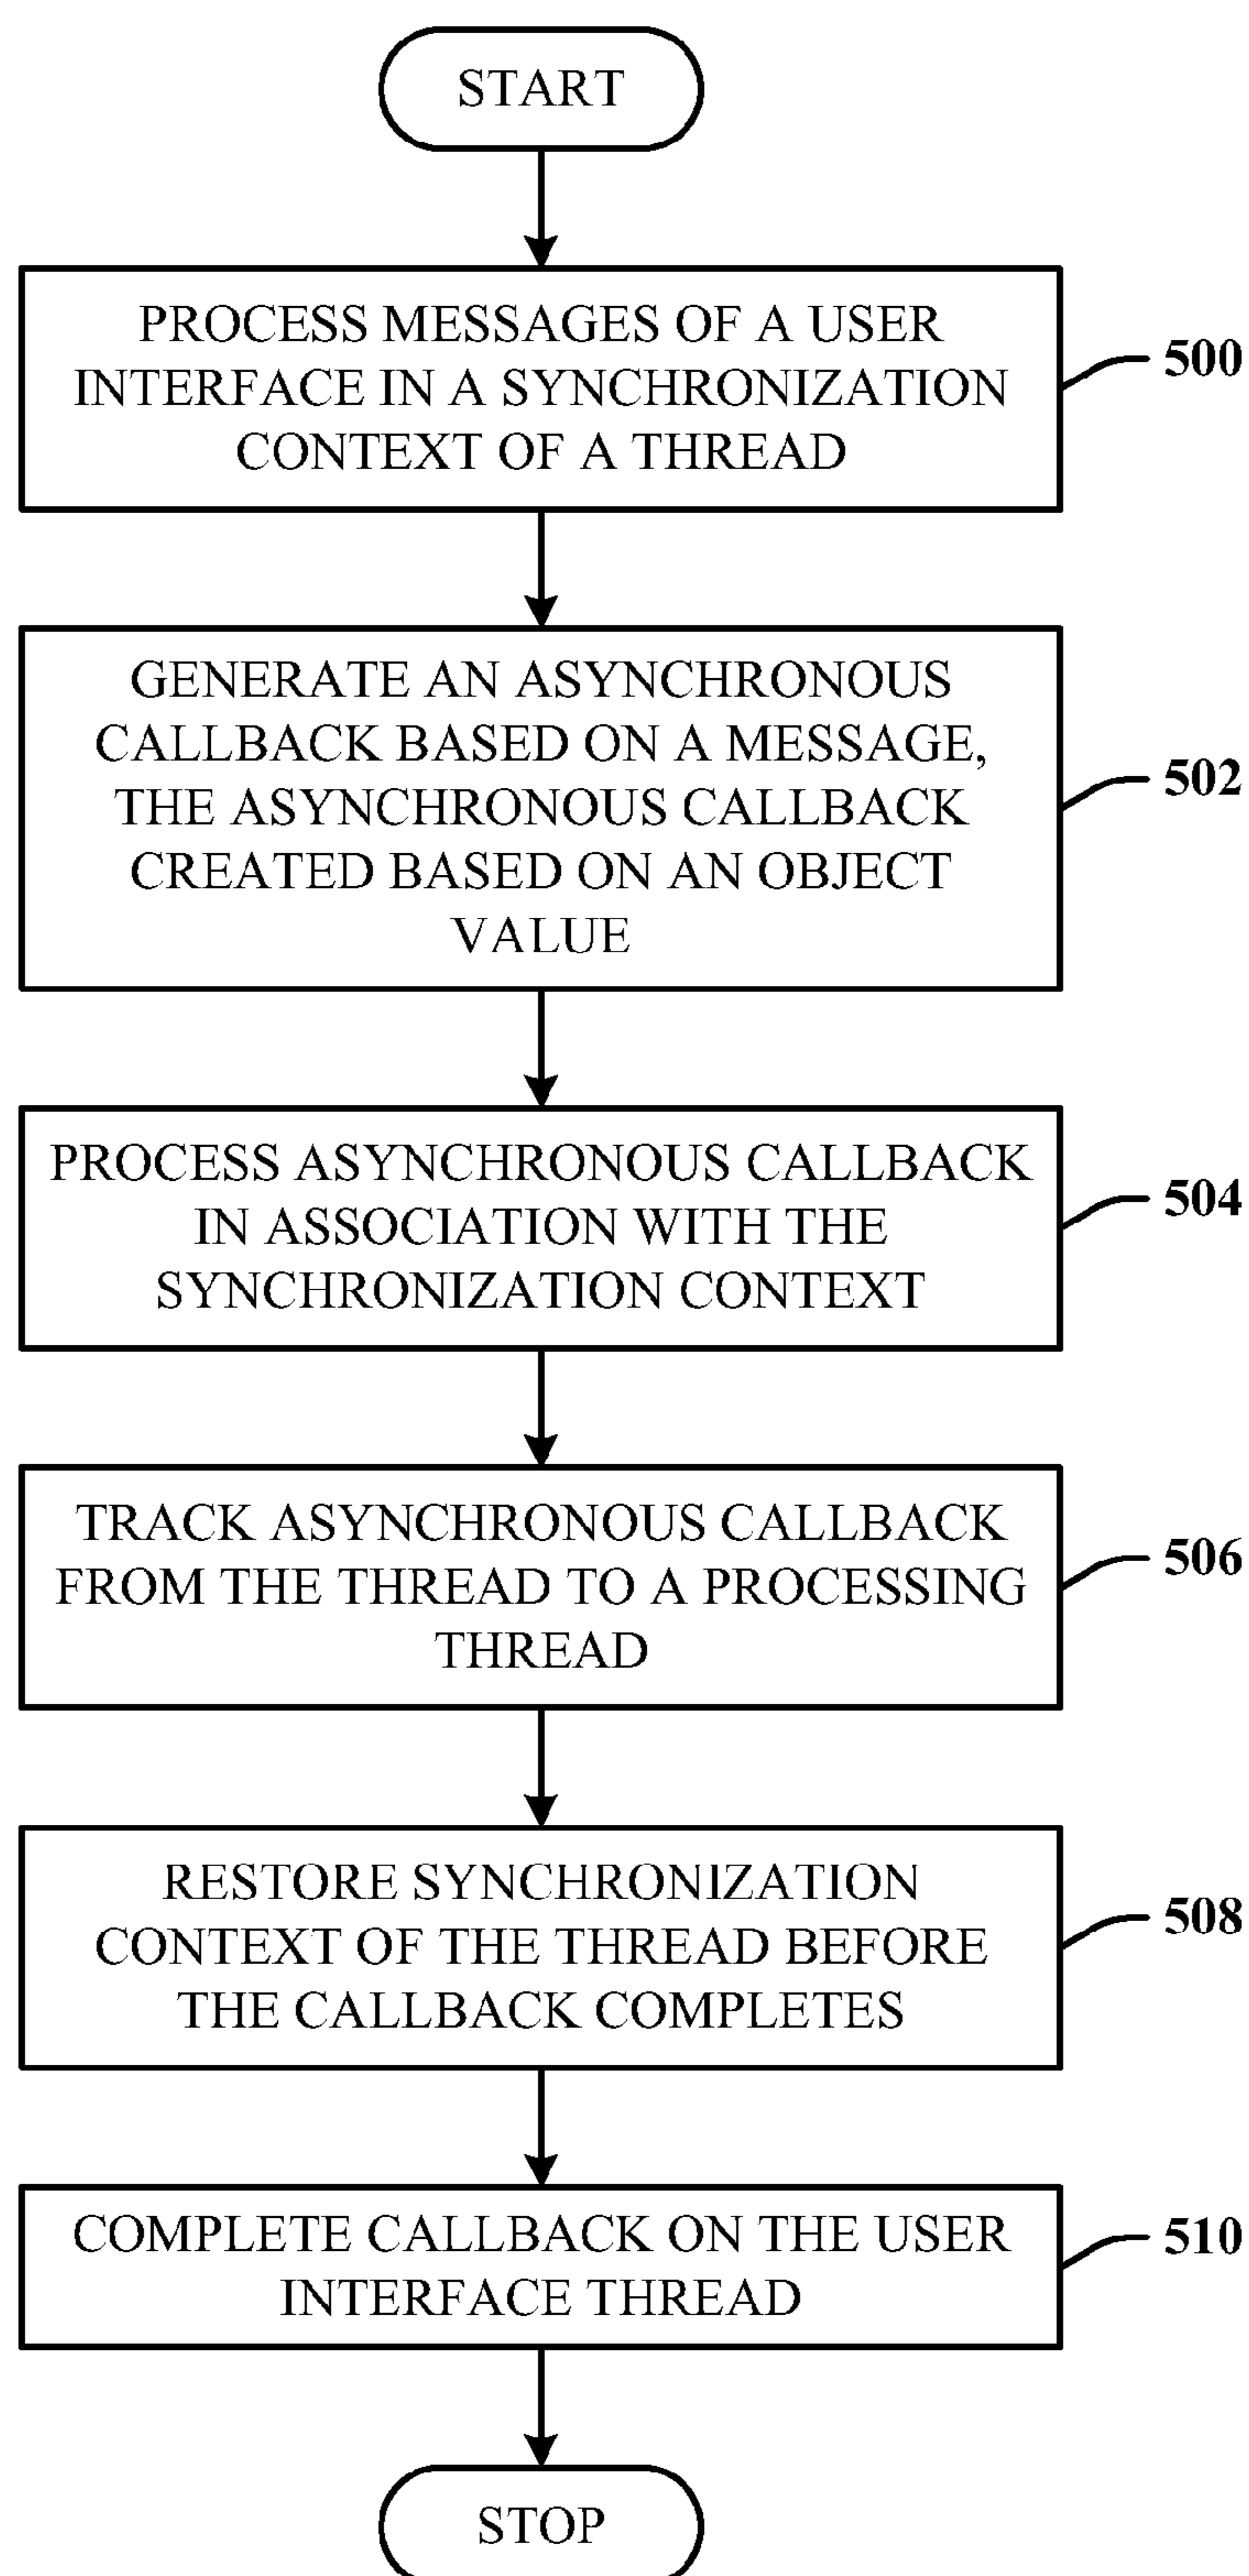 START
PROCESS MESSAGES OF A USER
INTERFACE IN A SYNCHRONIZATION
CONTEXT OF A THREAD
500
GENERATE AN ASYNCHRONOUS
CALLBACK BASED ON A MESSAGE,
THE ASYNCHRONOUS CALLBACK
CREATED BASED ON AN OBJECT
VALUE
502
PROCESS ASYNCHRONOUS CALLBACK
IN ASSOCIATION WITH THE
SYNCHRONIZATION CONTEXT
504
TRACK ASYNCHRONOUS CALLBACK
FROM THE THREAD TO A PROCESSING
THREAD
506
RESTORE SYNCHRONIZATION
CONTEXT OF THE THREAD BEFORE
THE CALLBACK COMPLETES
508
COMPLETE CALLBACK ON THE USER
INTERFACE THREAD
510
STOP